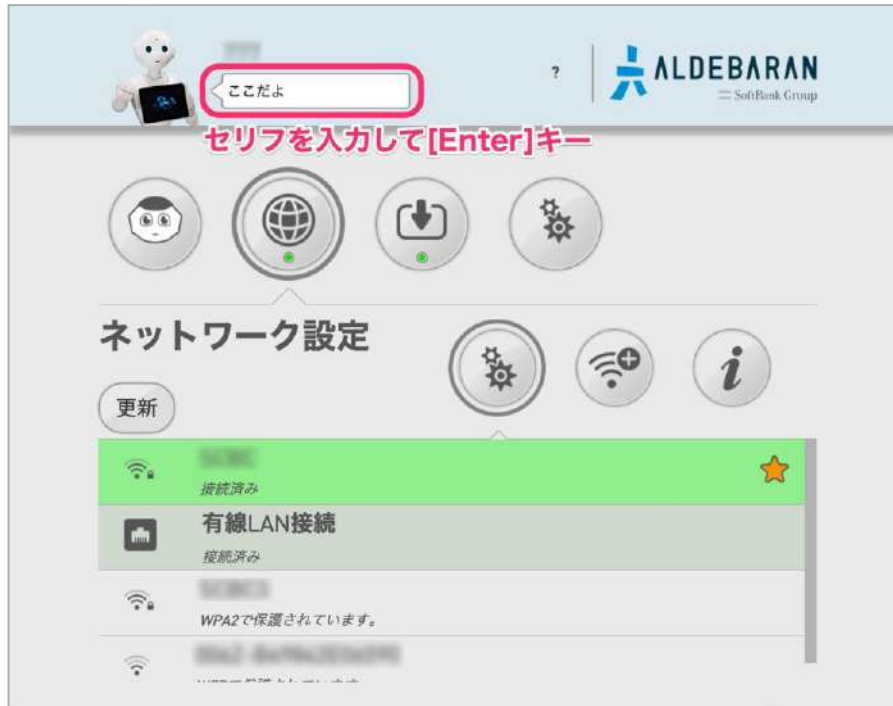 ここだよ
?
ALDEBARAN
SoftBank Group
セリフを入力して[Enter]キー
ネットワーク設定
更新
接続済み
有線LAN接続
接続済み
WPA2で保護されています。